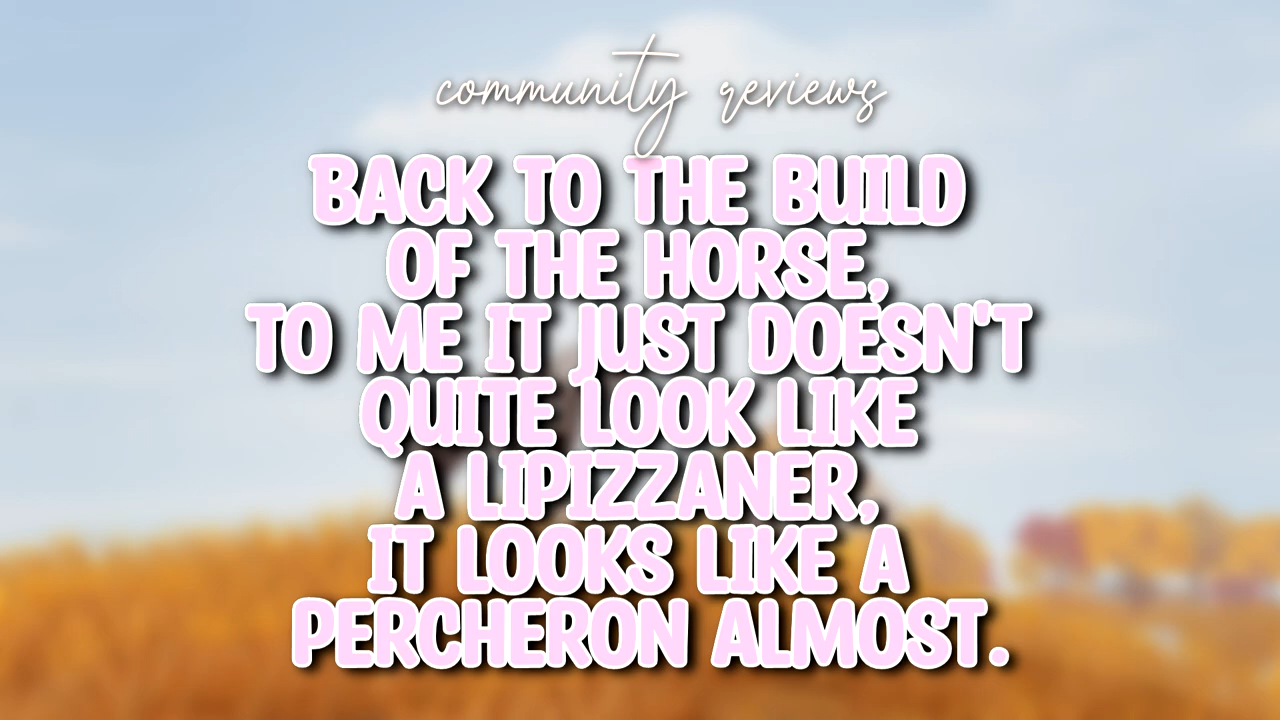 community reviews
BACK TO THE BUILD
OF THE HORSE,
TO ME IT JUST DOESN'T
QUITE LOOK LIKE
A LIPIZZANER,
IT LOOKS LIKE A
PERCHERON ALMOST.